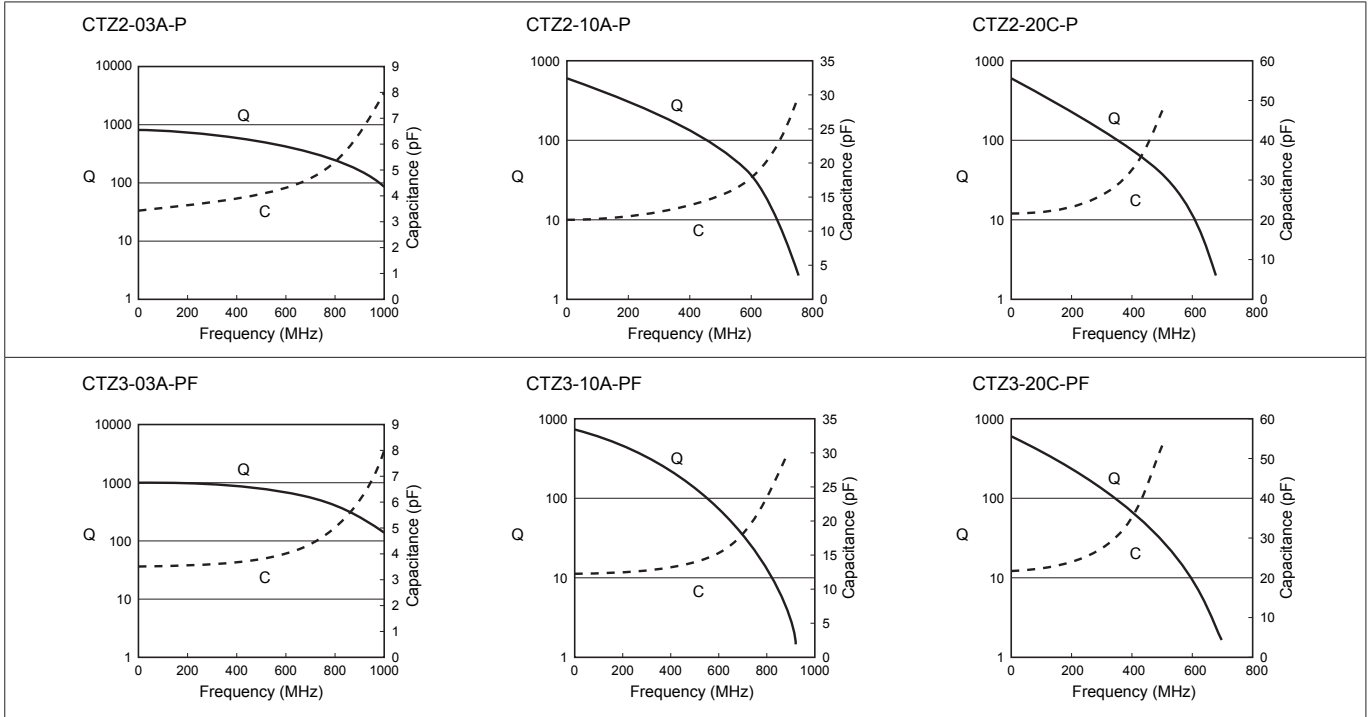 CTZ2-03A-P
10000
1000
100
10
1
Q
Q
C
9
8
7
6
5
4
3
2
1
0
Capacitance (pF)
0 200 400 600 800 1000
Frequency (MHz)
CTZ2-10A-P
1000
100
10
1
Q
Q
C
35
30
25
20
15
10
5
0
Capacitance (pF)
0 200 400 600 800
Frequency (MHz)
CTZ2-20C-P
1000
100
10
1
Q
Q
C
60
50
40
30
20
10
0
Capacitance (pF)
0 200 400 600 800
Frequency (MHz)
CTZ3-03A-PF
10000
1000
100
10
1
Q
Q
C
9
8
7
6
5
4
3
2
1
0
Capacitance (pF)
0 200 400 600 800 1000
Frequency (MHz)
CTZ3-10A-PF
1000
100
10
1
Q
Q
C
35
30
25
20
15
10
5
0
Capacitance (pF)
0 200 400 600 800 1000
Frequency (MHz)
CTZ3-20C-PF
1000
100
10
1
Q
Q
C
60
50
40
30
20
10
0
Capacitance (pF)
0 200 400 600 800
Frequency (MHz)